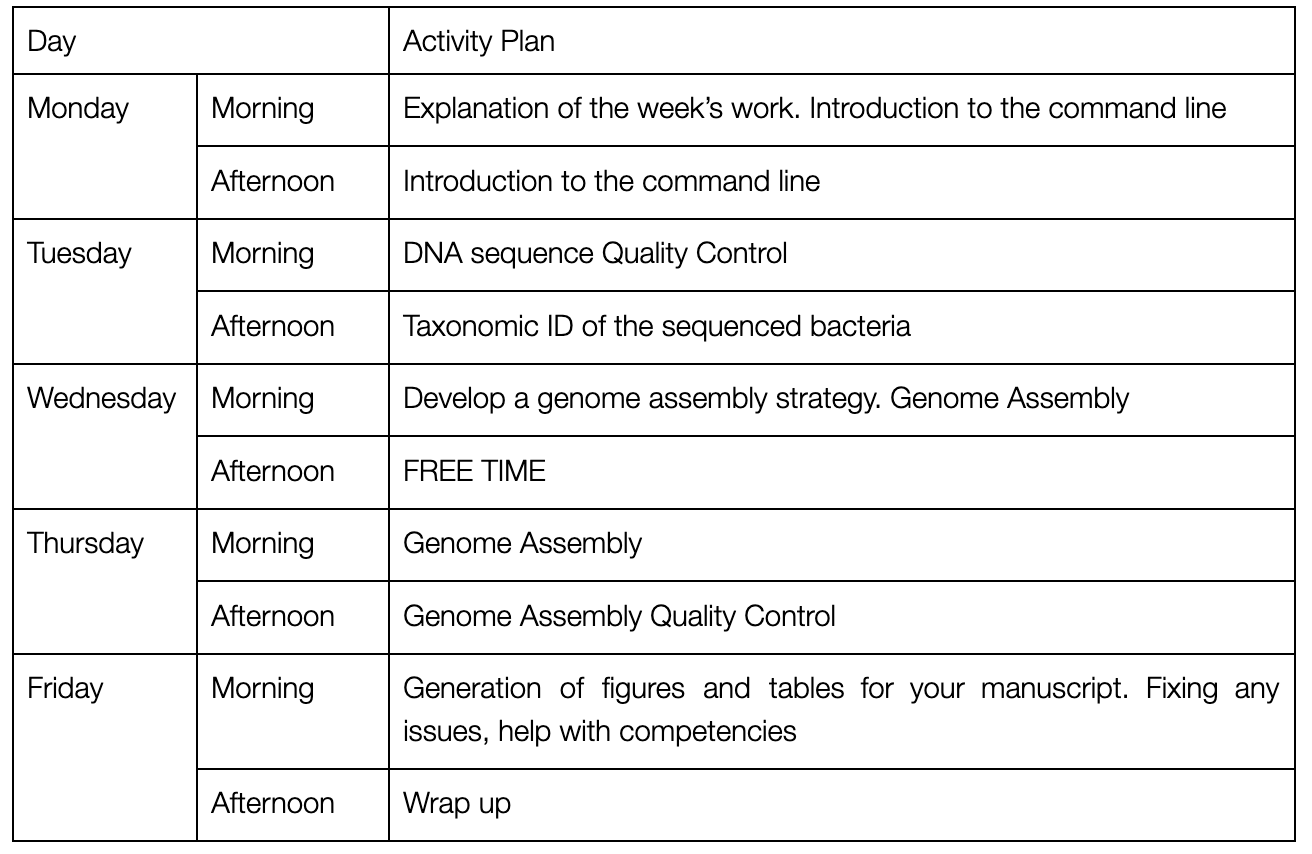 Day
Activity Plan
Monday
Morning
Explanation of the week’s work. Introduction to the command line
Afternoon
Introduction to the command line
Tuesday
Morning
DNA sequence Quality Control
Afternoon
Taxonomic ID of the sequenced bacteria
Wednesday
Morning
Develop a genome assembly strategy. Genome Assembly
Afternoon
FREE TIME
Thursday
Morning
Genome Assembly
Afternoon
Genome Assembly Quality Control
Friday
Morning
Generation of figures and tables for your manuscript. Fixing any
issues, help with competencies
Afternoon
Wrap up